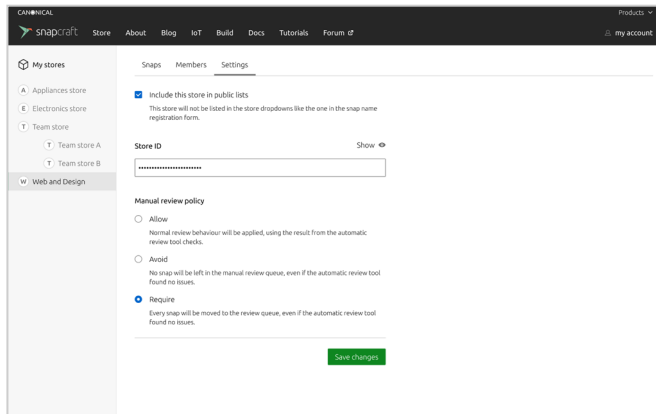 CANONICAL
Products
snapcraft Store About Blog IoT Build Docs Tutorials Forum my account
My stores
A Appliances store
E Electronics store
T Team store
T Team store A
T Team store B
W Web and Design
Snaps Members Settings
Include this store in public lists
This store will not be listed in the store dropdowns like the one in the snap name
registration form.
Store ID Show
Manual review policy
Allow
Normal review behaviour will be applied, using the result from the automatic
review tool checks.
Avoid
No snap will be left in the manual review queue, even if the automatic review tool
found no issues.
Require
Every snap will be moved to the review queue, even if the automatic review tool
found no issues.
Save changes